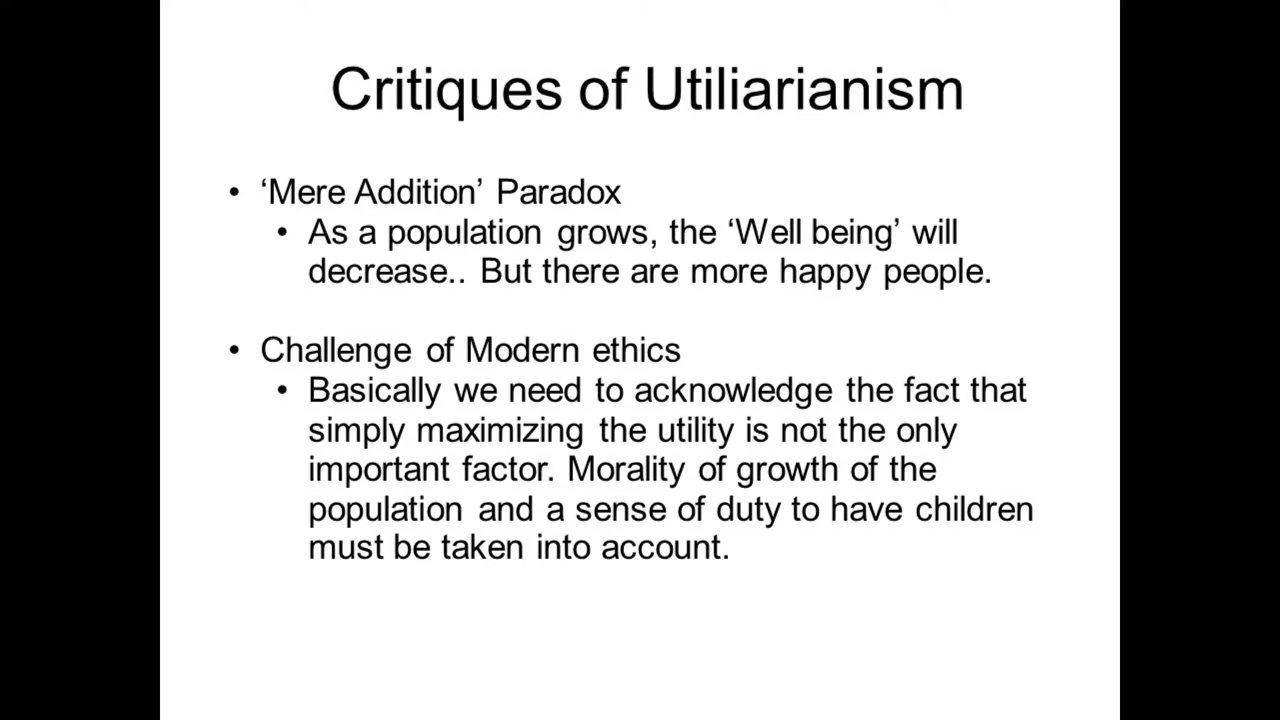 Critiques of Utiliarianism
• ‘Mere Addition’ Paradox
• As a population grows, the ‘Well being’ will
decrease.. But there are more happy people.
• Challenge of Modern ethics
• Basically we need to acknowledge the fact that
simply maximizing the utility is not the only
important factor. Morality of growth of the
population and a sense of duty to have children
must be taken into account.